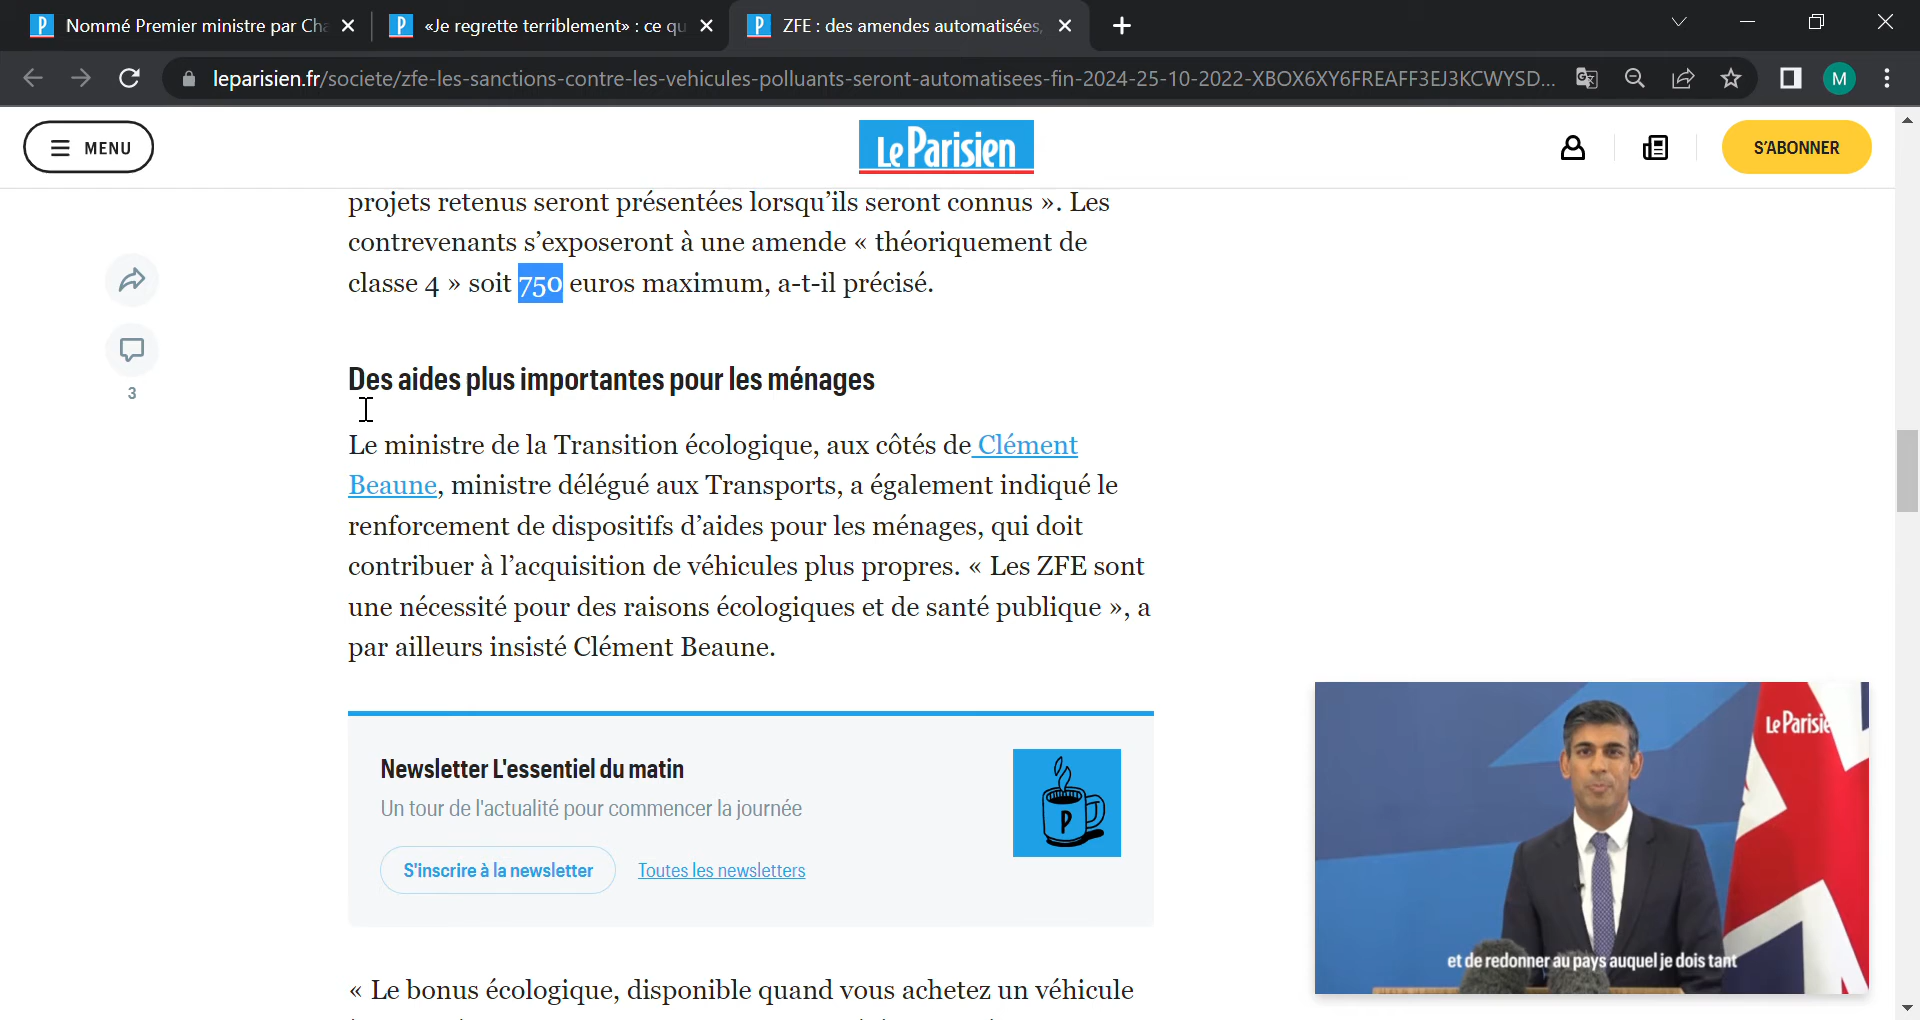 Nommé Premier ministre par Cha
«Je regrette terriblement» : ce qu
ZFE : des amendes automatisées,
leparisien.fr/societe/zfe-les-sanctions-contre-les-vehicules-polluants-seront-automatisees-fin-2024-25-10-2022-XBOX6XY6FREAFF3EJ3KCWYSD...
M
MENU
Le Parisien
S'ABONNER
projets retenus seront présentées lorsqu’ils seront connus ». Les
contrevenants s’exposeront à une amende « théoriquement de
classe 4 » soit 750 euros maximum, a-t-il précisé.
3
Des aides plus importantes pour les ménages
Le ministre de la Transition écologique, aux côtés de Clément
Beaune, ministre délégué aux Transports, a également indiqué le
renforcement de dispositifs d’aides pour les ménages, qui doit
contribuer à l’acquisition de véhicules plus propres. « Les ZFE sont
une nécessité pour des raisons écologiques et de santé publique », a
par ailleurs insisté Clément Beaune.
Newsletter L'essentiel du matin
Un tour de l'actualité pour commencer la journée
P
S'inscrire à la newsletter Toutes les newsletters
Le Parisie
et de redonner au pays auquel je dois tant
« Le bonus écologique, disponible quand vous achetez un véhicule